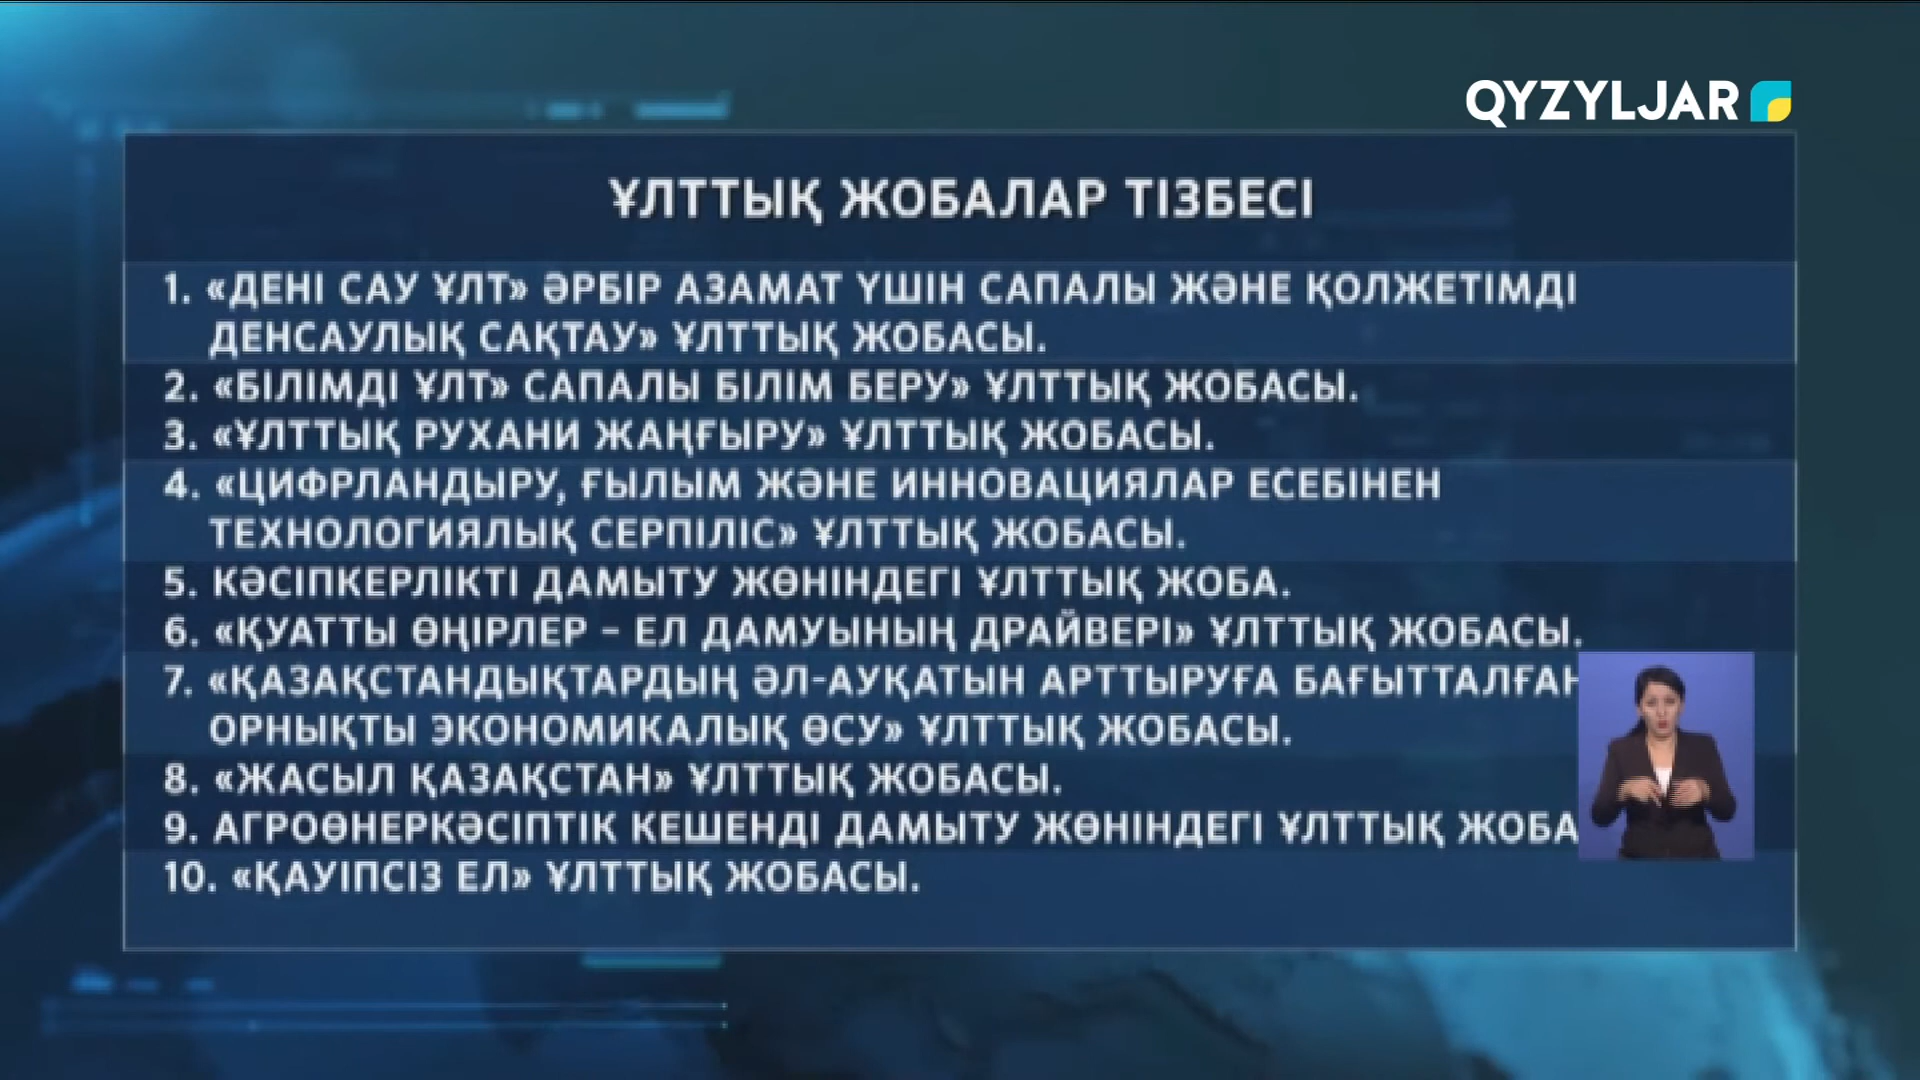 QYZYLJAR
ҰЛТТЫҚ ЖОБАЛАР ТІЗБЕСІ
1. «ДЕНІ САУ ҰЛТ» ӘРБІР АЗАМАТ ҮШІН САПАЛЫ ЖӘНЕ ҚОЛЖЕТІМДІ
ДЕНСАУЛЫҚ САҚТАУ» ҰЛТТЫҚ ЖОБАСЫ.
2. «БІЛІМДІ ҰЛТ» САПАЛЫ БІЛІМ БЕРУ» ҰЛТТЫҚ ЖОБАСЫ.
3. «ҰЛТТЫҚ РУХАНИ ЖАҢҒЫРУ» ҰЛТТЫҚ ЖОБАСЫ.
4. «ЦИФРЛАНДЫРУ, ҒЫЛЫМ ЖӘНЕ ИННОВАЦИЯЛАР ЕСЕБІНЕН
ТЕХНОЛОГИЯЛЫҚ СЕРПІЛІС» ҰЛТТЫҚ ЖОБАСЫ.
5. КӘСІПКЕРЛІКТІ ДАМЫТУ ЖӨНІНДЕГІ ҰЛТТЫҚ ЖОБА.
6. «ҚУАТТЫ ӨҢІРЛЕР – ЕЛ ДАМУЫНЫҢ ДРАЙВЕРІ» ҰЛТТЫҚ ЖОБАСЫ.
7. «ҚАЗАҚСТАНДЫҚТАРДЫҢ ӘЛ-АУҚАТЫН АРТТЫРУҒА БАҒЫТТАЛҒАН
ОРНЫҚТЫ ЭКОНОМИКАЛЫҚ ӨСУ» ҰЛТТЫҚ ЖОБАСЫ.
8. «ЖАСЫЛ ҚАЗАҚСТАН» ҰЛТТЫҚ ЖОБАСЫ.
9. АГРОӨНЕРКӘСІПТІК КЕШЕНДІ ДАМЫТУ ЖӨНІНДЕГІ ҰЛТТЫҚ ЖОБА
10. «ҚАУІПСІЗ ЕЛ» ҰЛТТЫҚ ЖОБАСЫ.